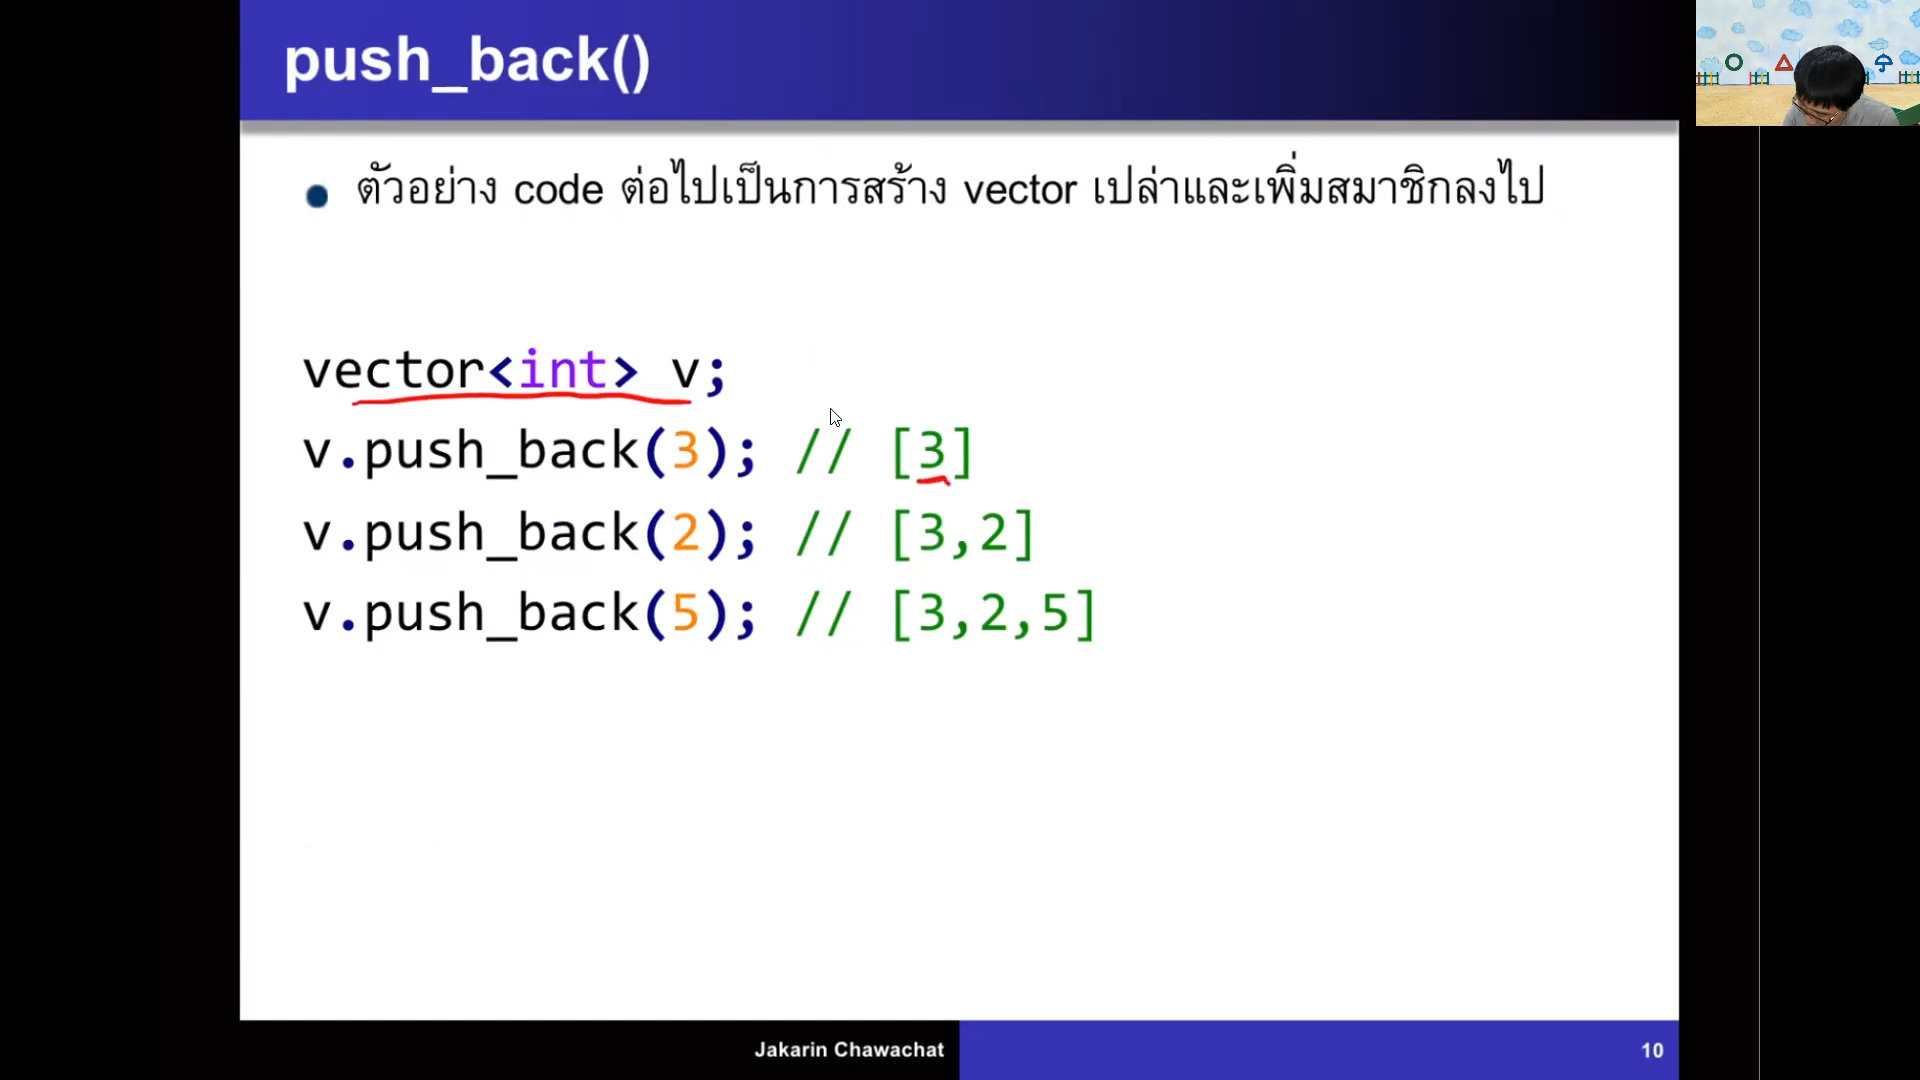 push_back()
ตัวอย่าง code ต่อไปเป็นการสร้าง vector เปล่าและเพิ่มสมาชิกลงไป
vector<int> v;
v.push_back(3); // [3]
v.push_back(2); // [3,2]
v.push_back(5); // [3,2,5]
Jakarin Chawachat
10